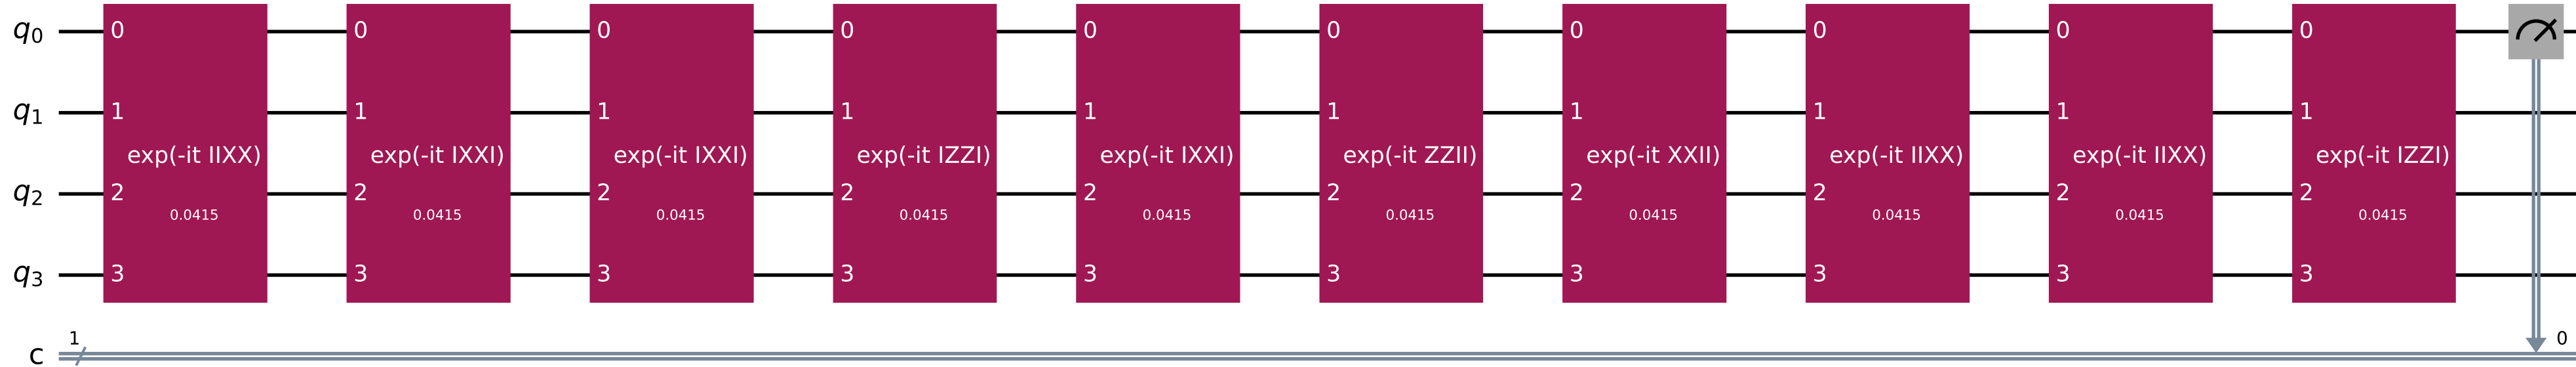 q0 0 0 0 0 0 0 0 0 0 0
q1 1 1 1 1 1 1 1 1 1 1
exp(-it IIXX) exp(-it IXXI) exp(-it IXXI) exp(-it IZZI) exp(-it IXXI) exp(-it ZZII) exp(-it XXII) exp(-it IIXX) exp(-it IIXX) exp(-it IZZI)
q2 2 2 2 2 2 2 2 2 2 2
0.0415 0.0415 0.0415 0.0415 0.0415 0.0415 0.0415 0.0415 0.0415 0.0415
q3 3 3 3 3 3 3 3 3 3 3
1 0
c